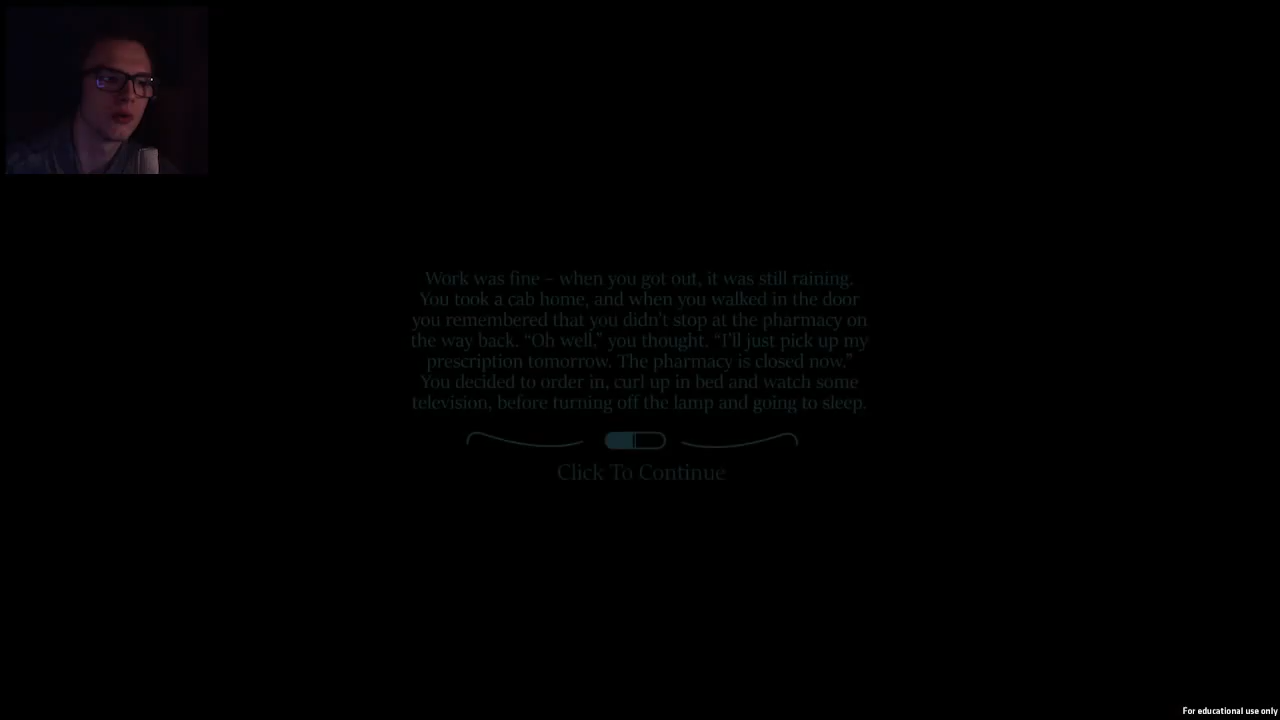 Work was fine – when you got out, it was still raining.
You took a cab home, and when you walked in the door
you remembered that you didn't stop at the pharmacy on
the way back. “Oh well,” you thought. “I'll just pick up my
prescription tomorrow. The pharmacy is closed now.”
You decided to order in, curl up in bed and watch some
television, before turning off the lamp and going to sleep.
Click To Continue
For educational use only